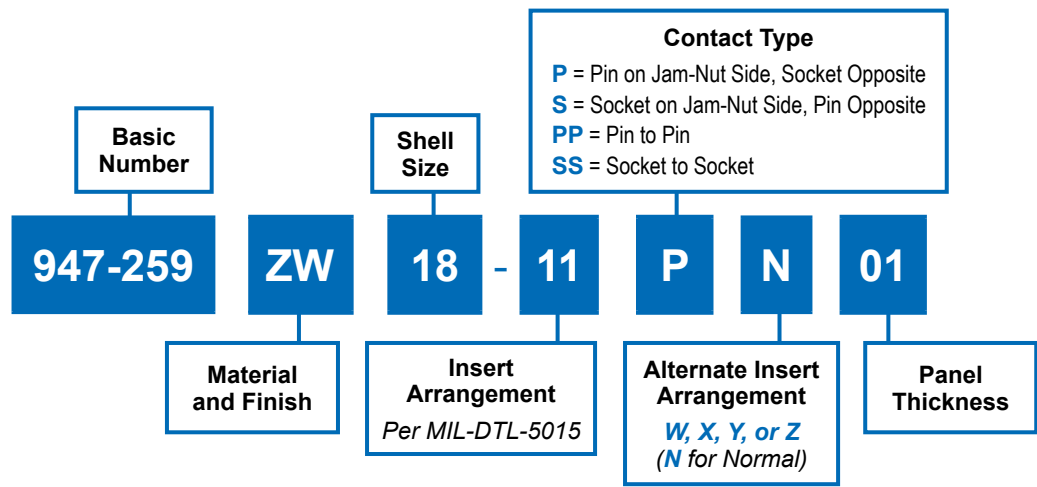 Contact Type
P = Pin on Jam-Nut Side, Socket Opposite
S = Socket on Jam-Nut Side, Pin Opposite
PP = Pin to Pin
SS = Socket to Socket
Basic
Number
Shell
Size
947-259 ZW 18 - 11 P N 01
Material
and Finish
Insert
Arrangement
Per MIL-DTL-5015
Alternate Insert
Arrangement
W, X, Y, or Z
(N for Normal)
Panel
Thickness